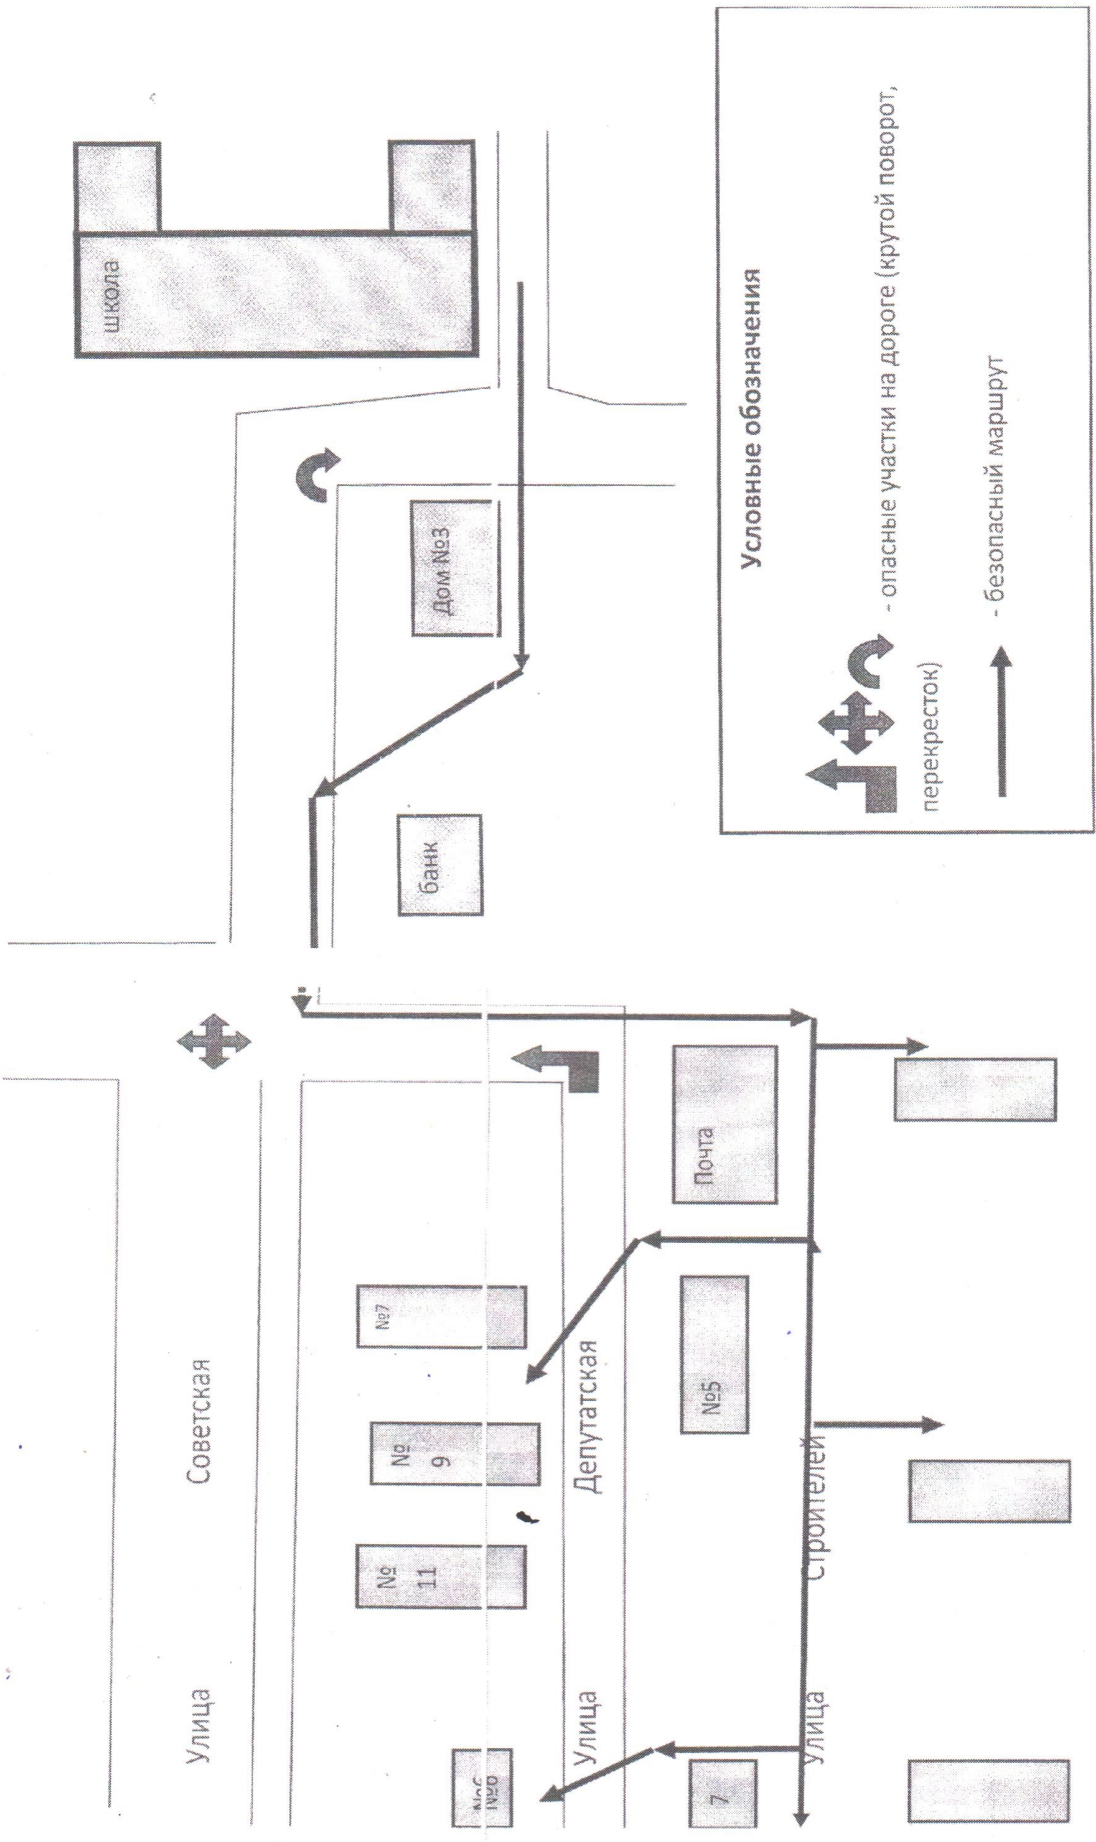 школа
Дом №3
банк
Улица Советская
№7
№
9
№
11
№6
Улица Депутатская
Почта
№5
7
Улица Строителей
Условные обозначения
- опасные участки на дороге (крутой поворот,
перекресток)
- безопасный маршрут